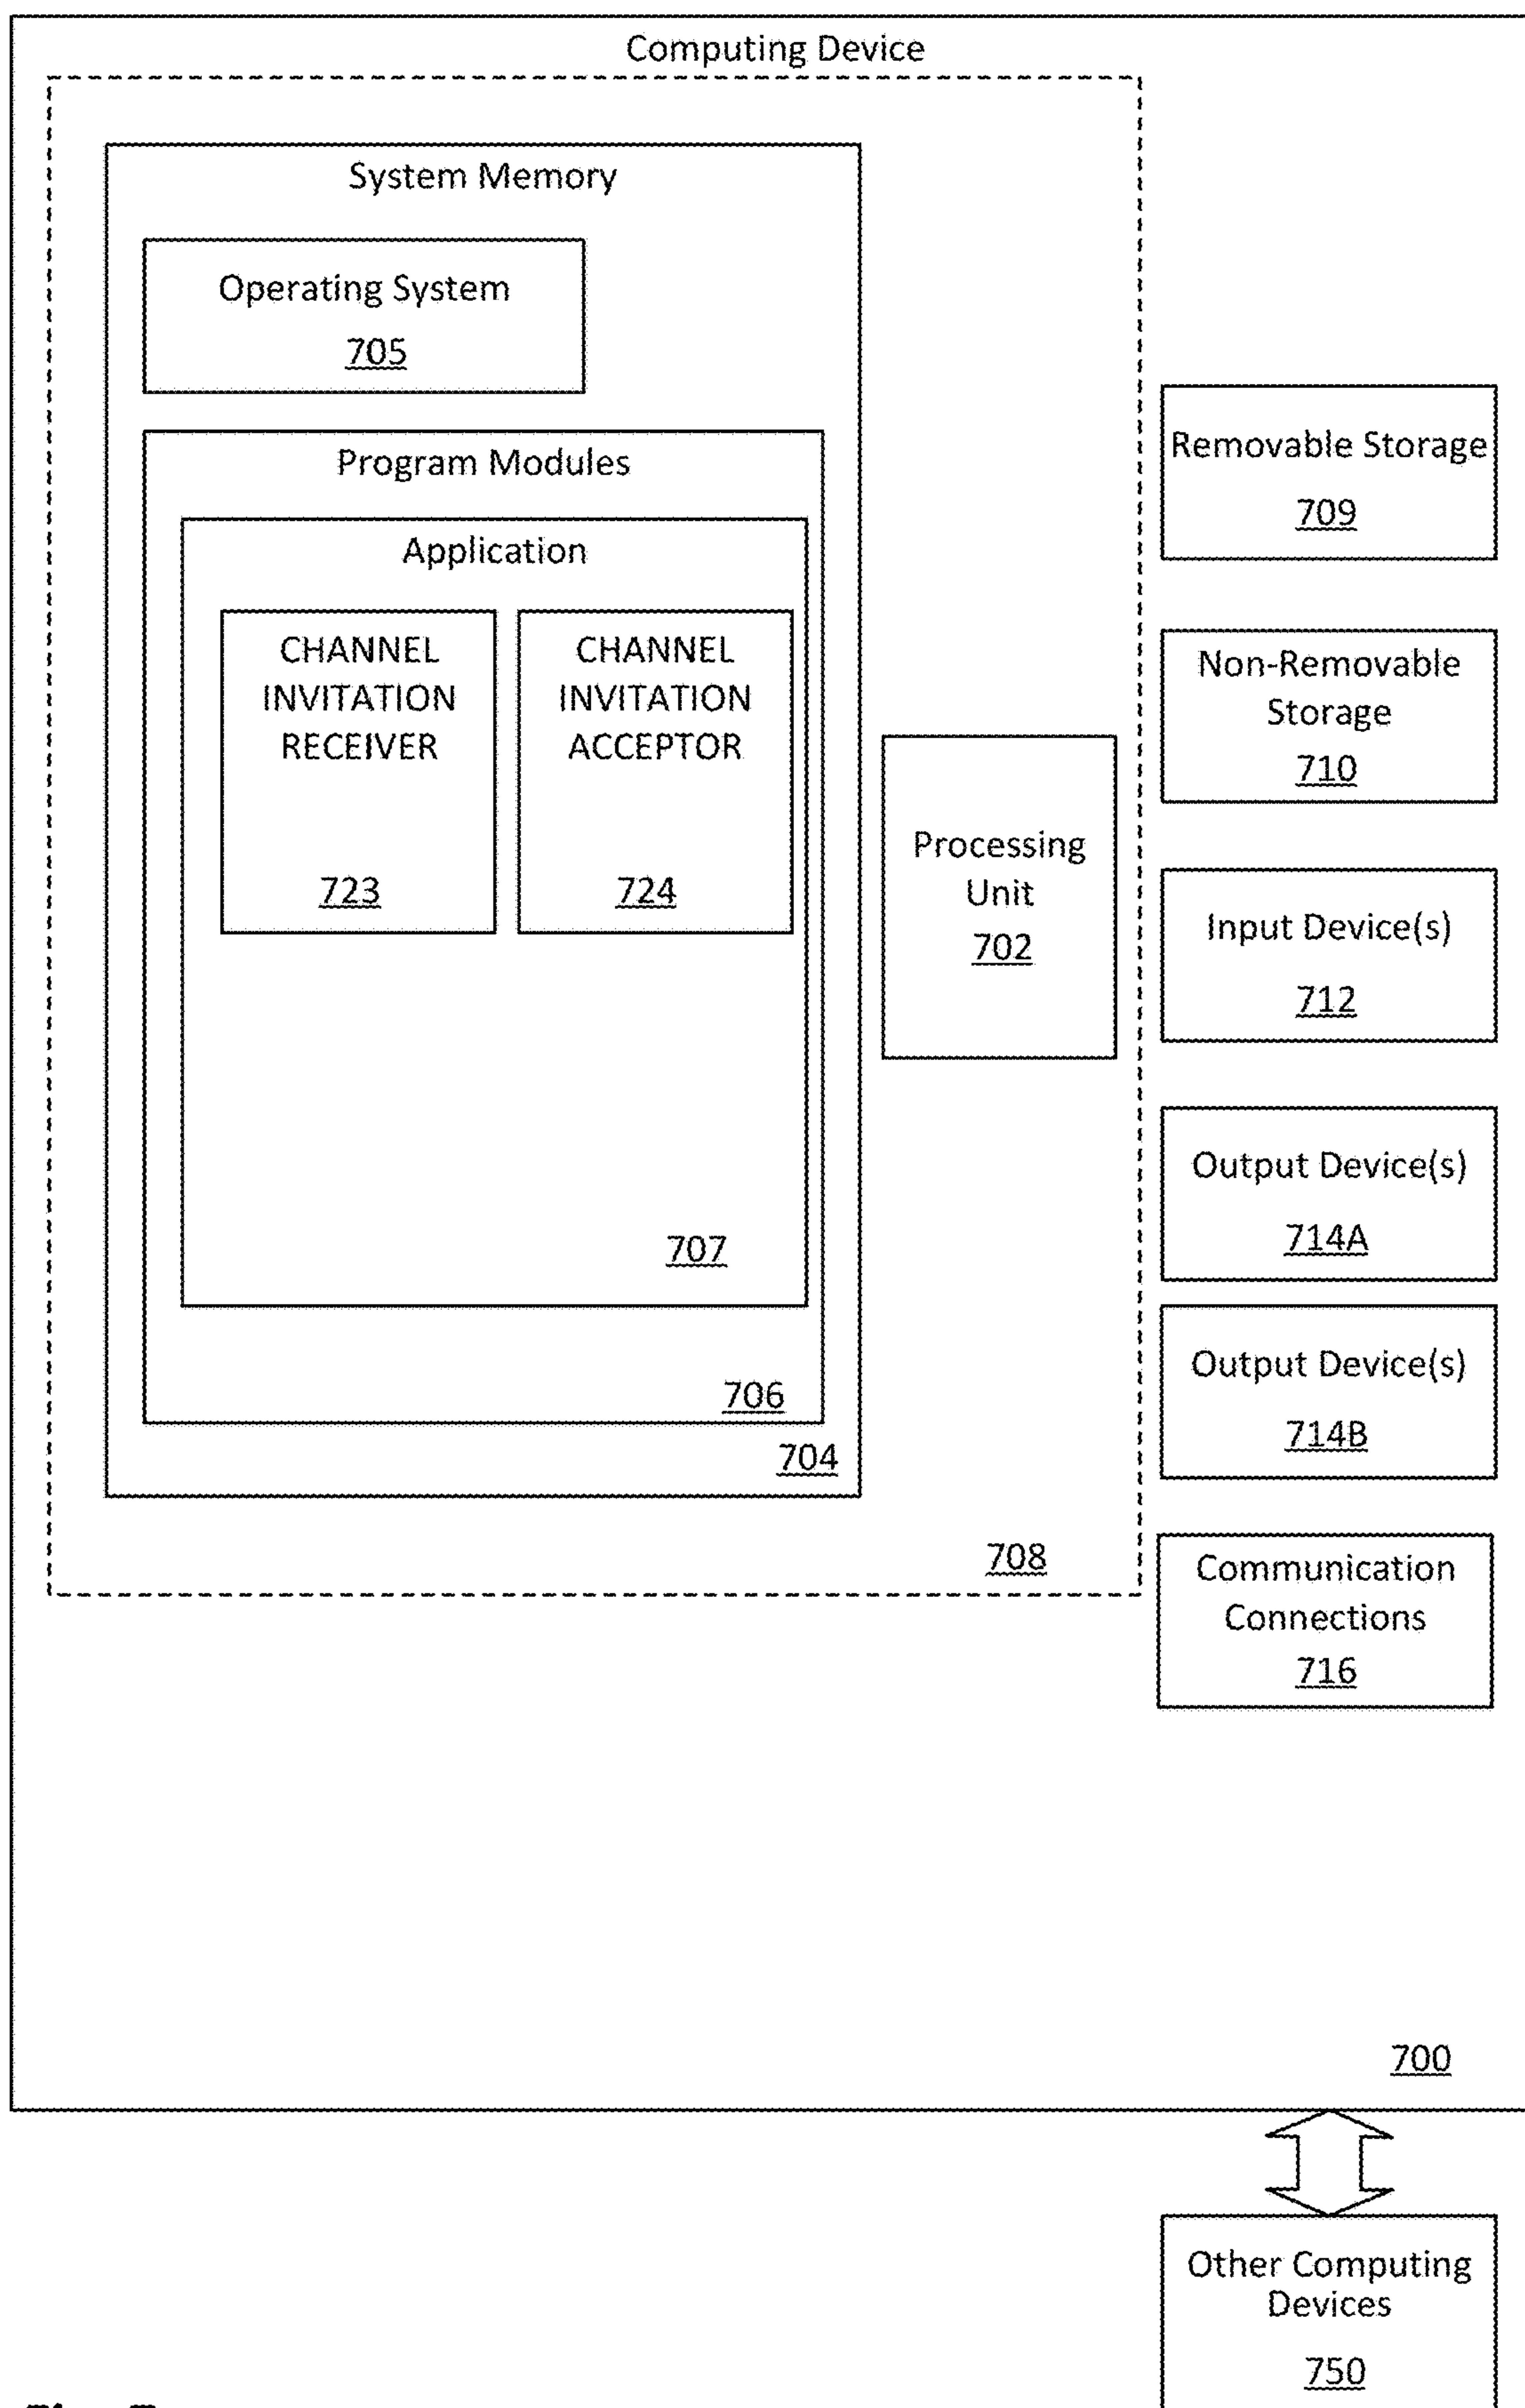 Computing Device
System Memory
Operating System
705
Program Modules
Application
CHANNEL
INVITATION
RECEIVER
723
CHANNEL
INVITATION
ACCEPTOR
724
707
706
704
Processing
Unit
702
708
Removable Storage
709
Non-Removable
Storage
710
Input Device(s)
712
Output Device(s)
714A
Output Device(s)
714B
Communication
Connections
716
700
Other Computing
Devices
750